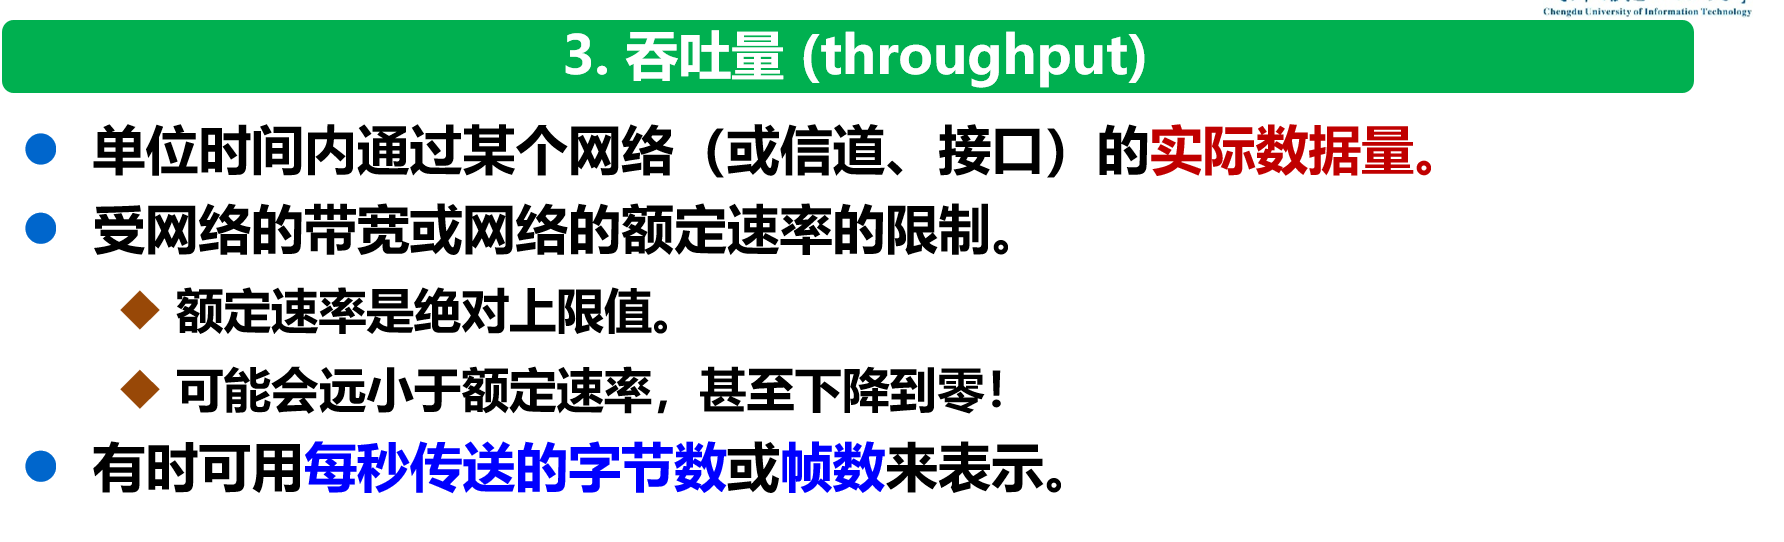 Chengdu University of Information Technology
3. 吞吐量 (throughput)
单位时间内通过某个网络（或信道、接口）的实际数据量。
受网络的带宽或网络的额定速率的限制。
额定速率是绝对上限值。
可能会远小于额定速率，甚至下降到零！
有时可用每秒传送的字节数或帧数来表示。